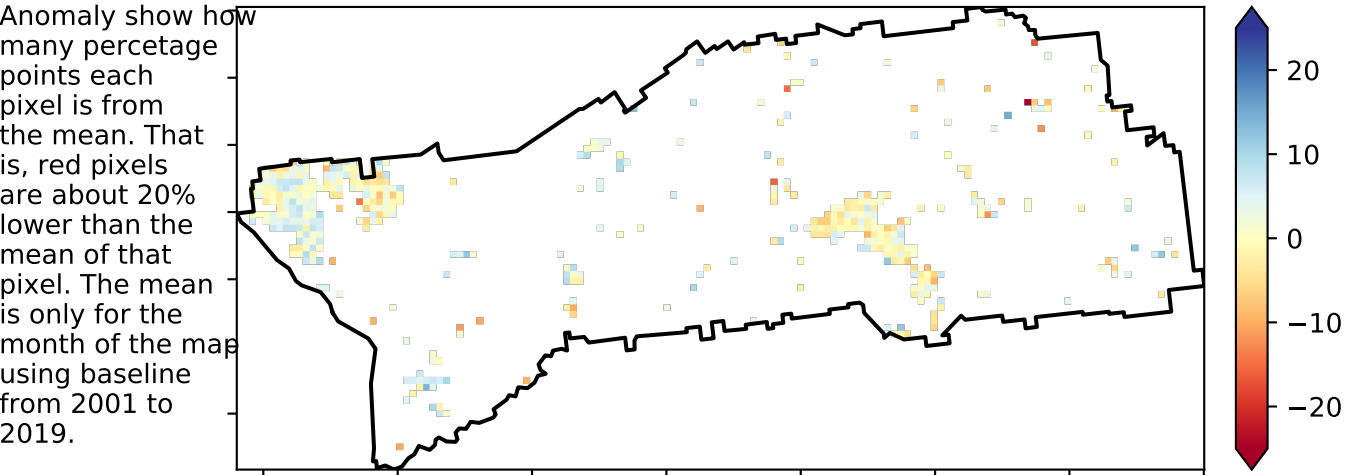 Anomaly show how
many percetage
points each
pixel is from
the mean. That
is, red pixels
are about 20%
lower than the
mean of that
pixel. The mean
is only for the
month of the map
using baseline
from 2001 to
2019.
20
10
0
−10
−20